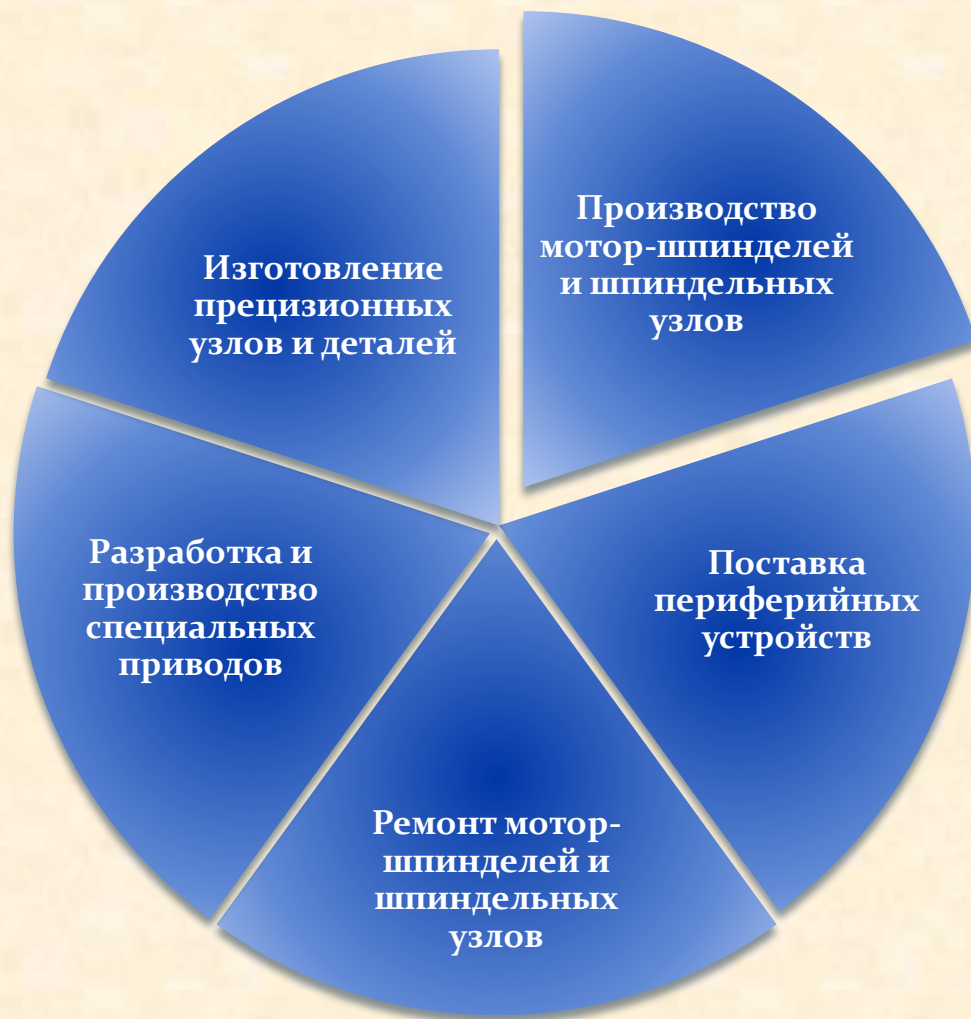 Производство
мотор-шпинделей
и шпиндельных
узлов
Поставка
периферийных
устройств
Ремонт мотор-
шпинделей и
шпиндельных
узлов
Разработка и
производство
специальных
приводов
Изготовление
прецизионных
узлов и деталей